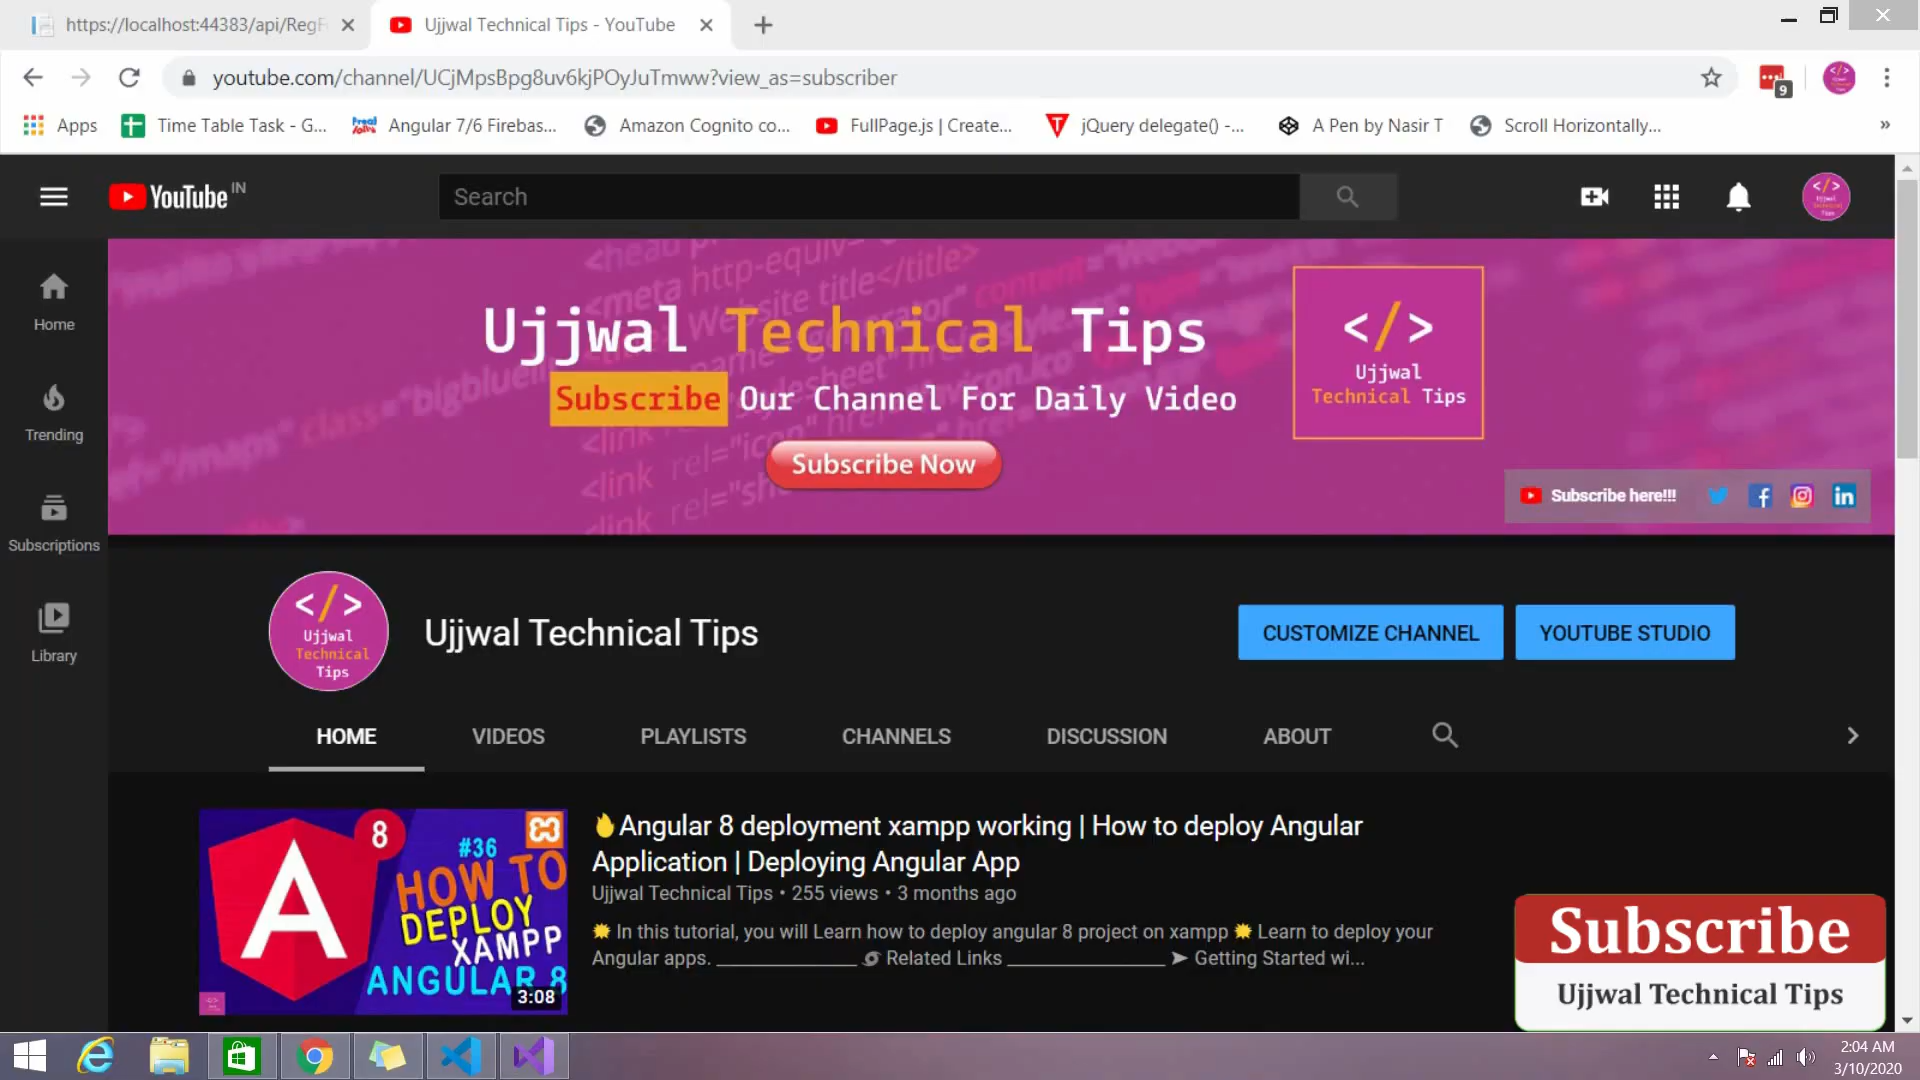 https://localhost:44383/api/RegF
Ujjwal Technical Tips - YouTube
youtube.com/channel/UCjMpsBpg8uv6kjPOyJuTmww?view_as=subscriber
9
Apps
Time Table Task - G...
Angular 7/6 Firebas...
Amazon Cognito co...
FullPage.js | Create...
jQuery delegate() -...
A Pen by Nasir T
Scroll Horizontally...
»
YouTube IN
Search
Home
Trending
Subscriptions
Library
Ujjwal Technical Tips
Subscribe Our Channel For Daily Video
Subscribe Now
</>
Ujjwal
Technical Tips
Subscribe here!!!
</>
Ujjwal
Technical
Tips
Ujjwal Technical Tips
CUSTOMIZE CHANNEL
YOUTUBE STUDIO
HOME
VIDEOS
PLAYLISTS
CHANNELS
DISCUSSION
ABOUT
8
#36
HOW TO
DEPLOY
XAMPP
ANGULAR 8
3:08
🔥Angular 8 deployment xampp working | How to deploy Angular
Application | Deploying Angular App
Ujjwal Technical Tips • 255 views • 3 months ago
In this tutorial, you will Learn how to deploy angular 8 project on xampp Learn to deploy your
Angular apps. ______________ Related Links ________________ ➤ Getting Started wi...
Subscribe
Ujjwal Technical Tips
2:04 AM
3/10/2020